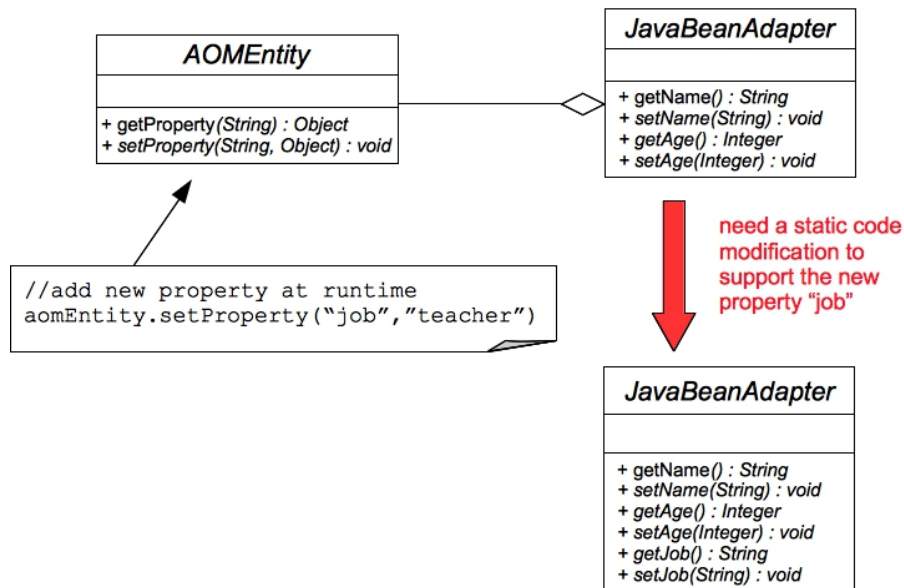 AOMEntity
+ getProperty(String) : Object
+ setProperty(String, Object) : void
JavaBeanAdapter
+ getName() : String
+ setName(String) : void
+ getAge() : Integer
+ setAge(Integer) : void
//add new property at runtime
aomEntity.setProperty(“job”,”teacher”)
need a static code
modification to
support the new
property “job”
JavaBeanAdapter
+ getName() : String
+ setName(String) : void
+ getAge() : Integer
+ setAge(Integer) : void
+ getJob() : String
+ setJob(String) : void